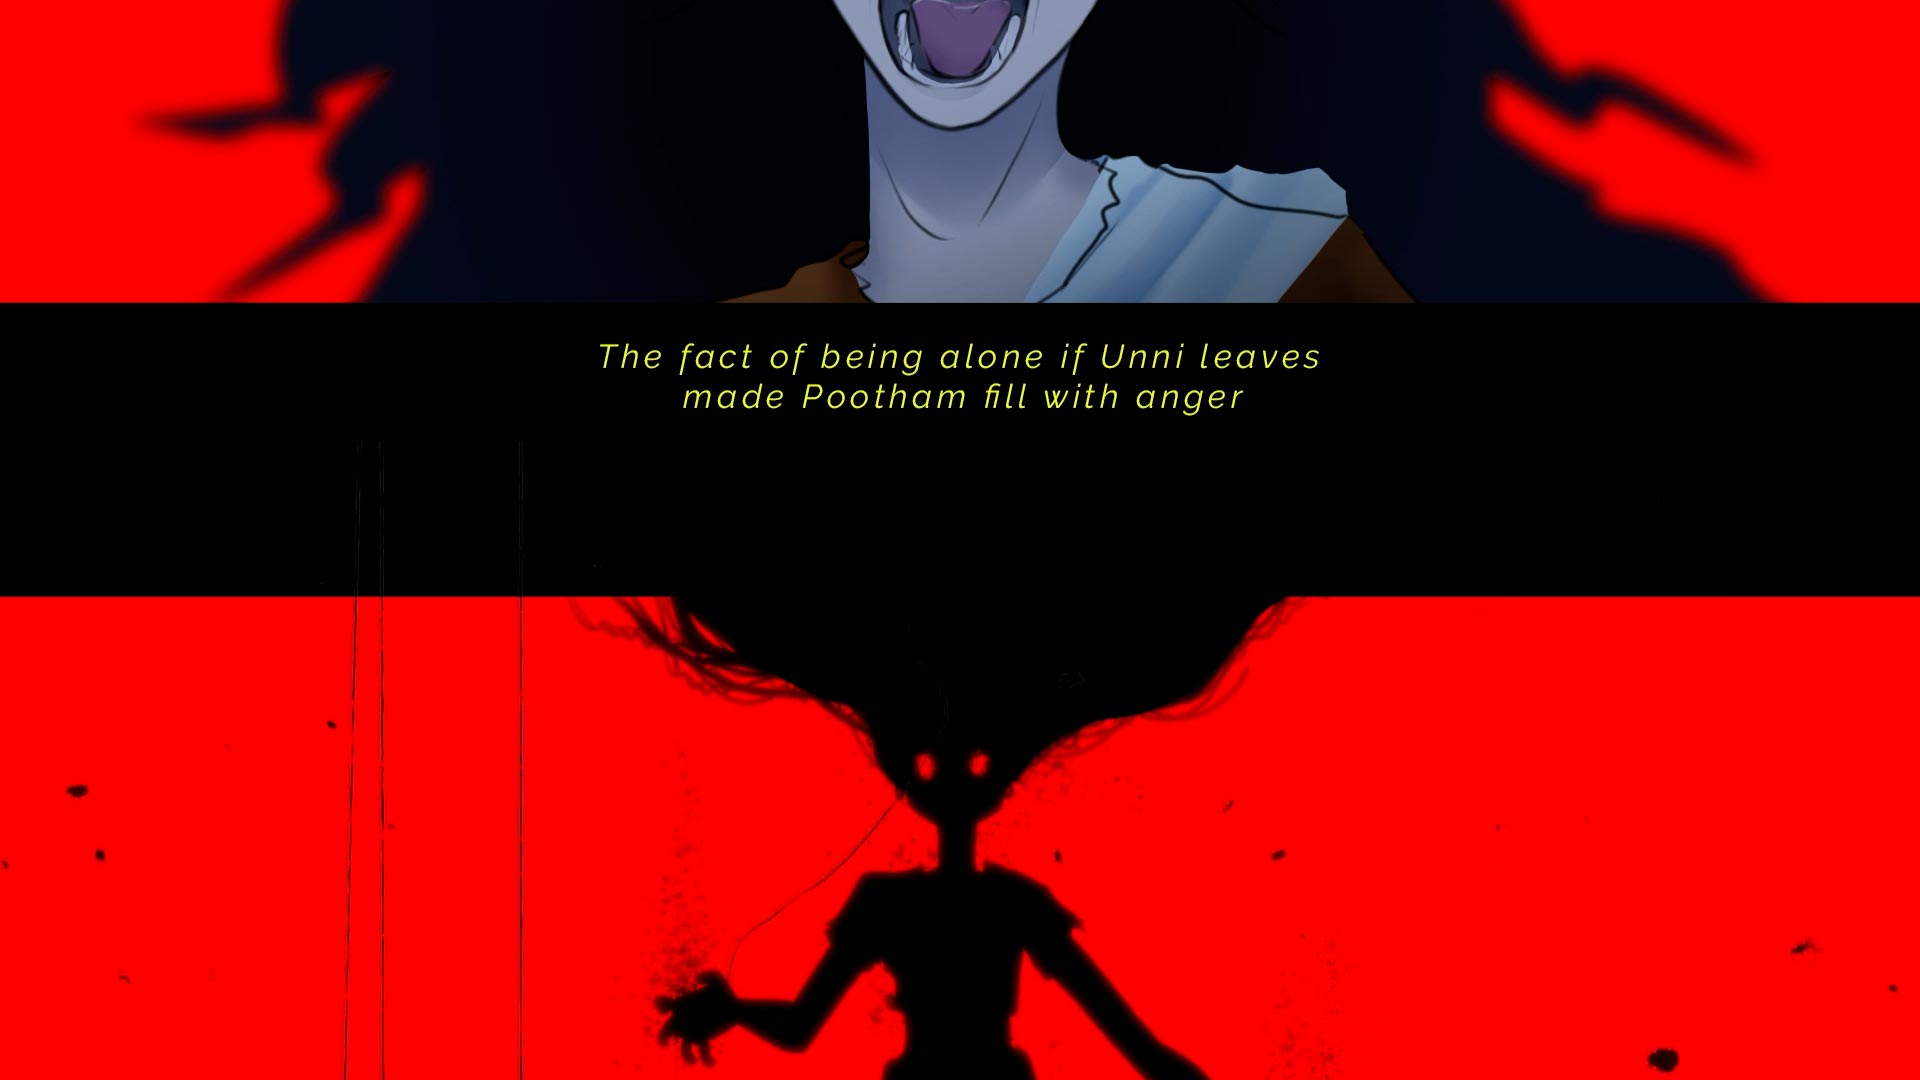 The fact of being alone if Unni leaves
made Pootham fill with anger